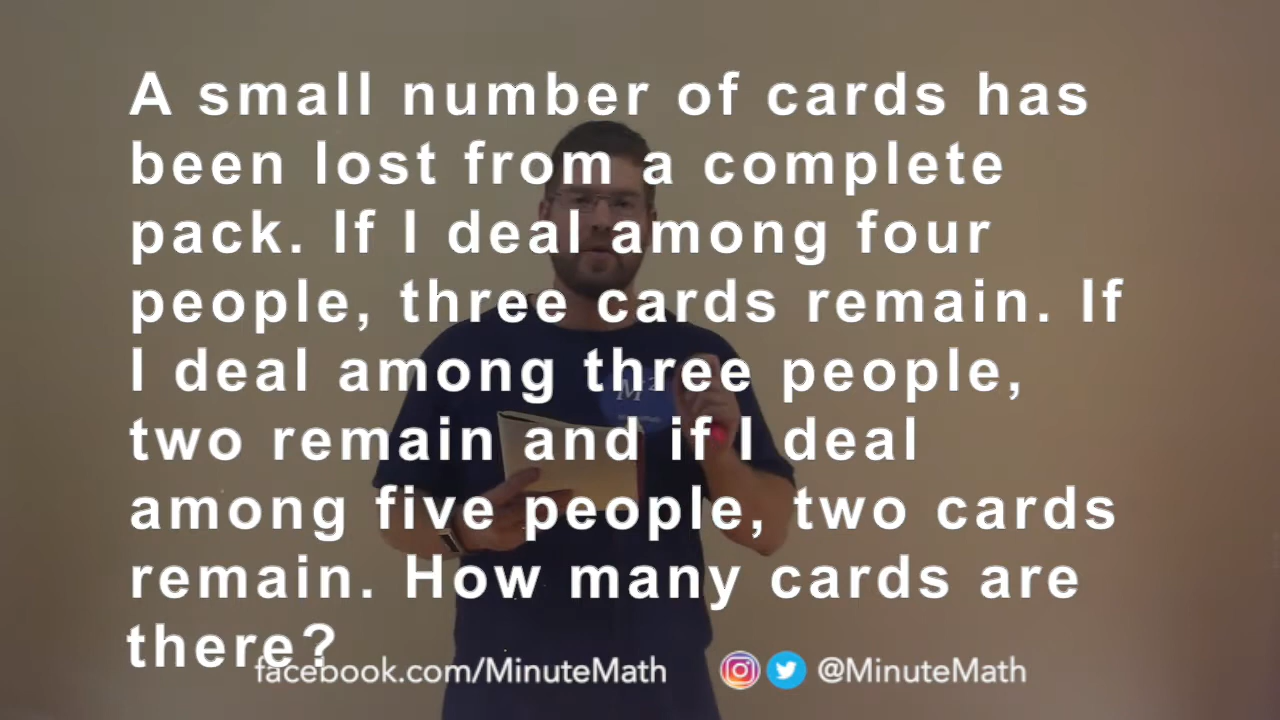 A small number of cards has
been lost from a complete
pack. If I deal among four
people, three cards remain. If
I deal among three people,
two remain and if I deal
among five people, two cards
remain. How many cards are
there?
facebook.com/MinuteMath @MinuteMath